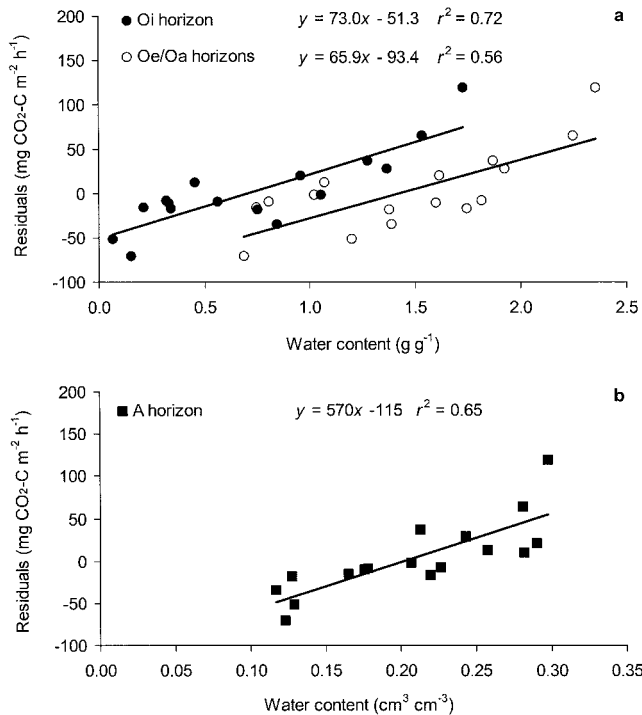 a
Oi horizon y = 73.0x - 51.3 r² = 0.72
Oe/Oa horizons y = 65.9x - 93.4 r² = 0.56
Residuals (mg CO₂-C m⁻² h⁻¹)
200
150
100
50
0
-50
-100
0.0 0.5 1.0 1.5 2.0 2.5
Water content (g g⁻¹)
b
A horizon y = 570x -115 r² = 0.65
Residuals (mg CO₂-C m⁻² h⁻¹)
200
150
100
50
0
-50
-100
0.00 0.05 0.10 0.15 0.20 0.25 0.30 0.35
Water content (cm³ cm⁻³)